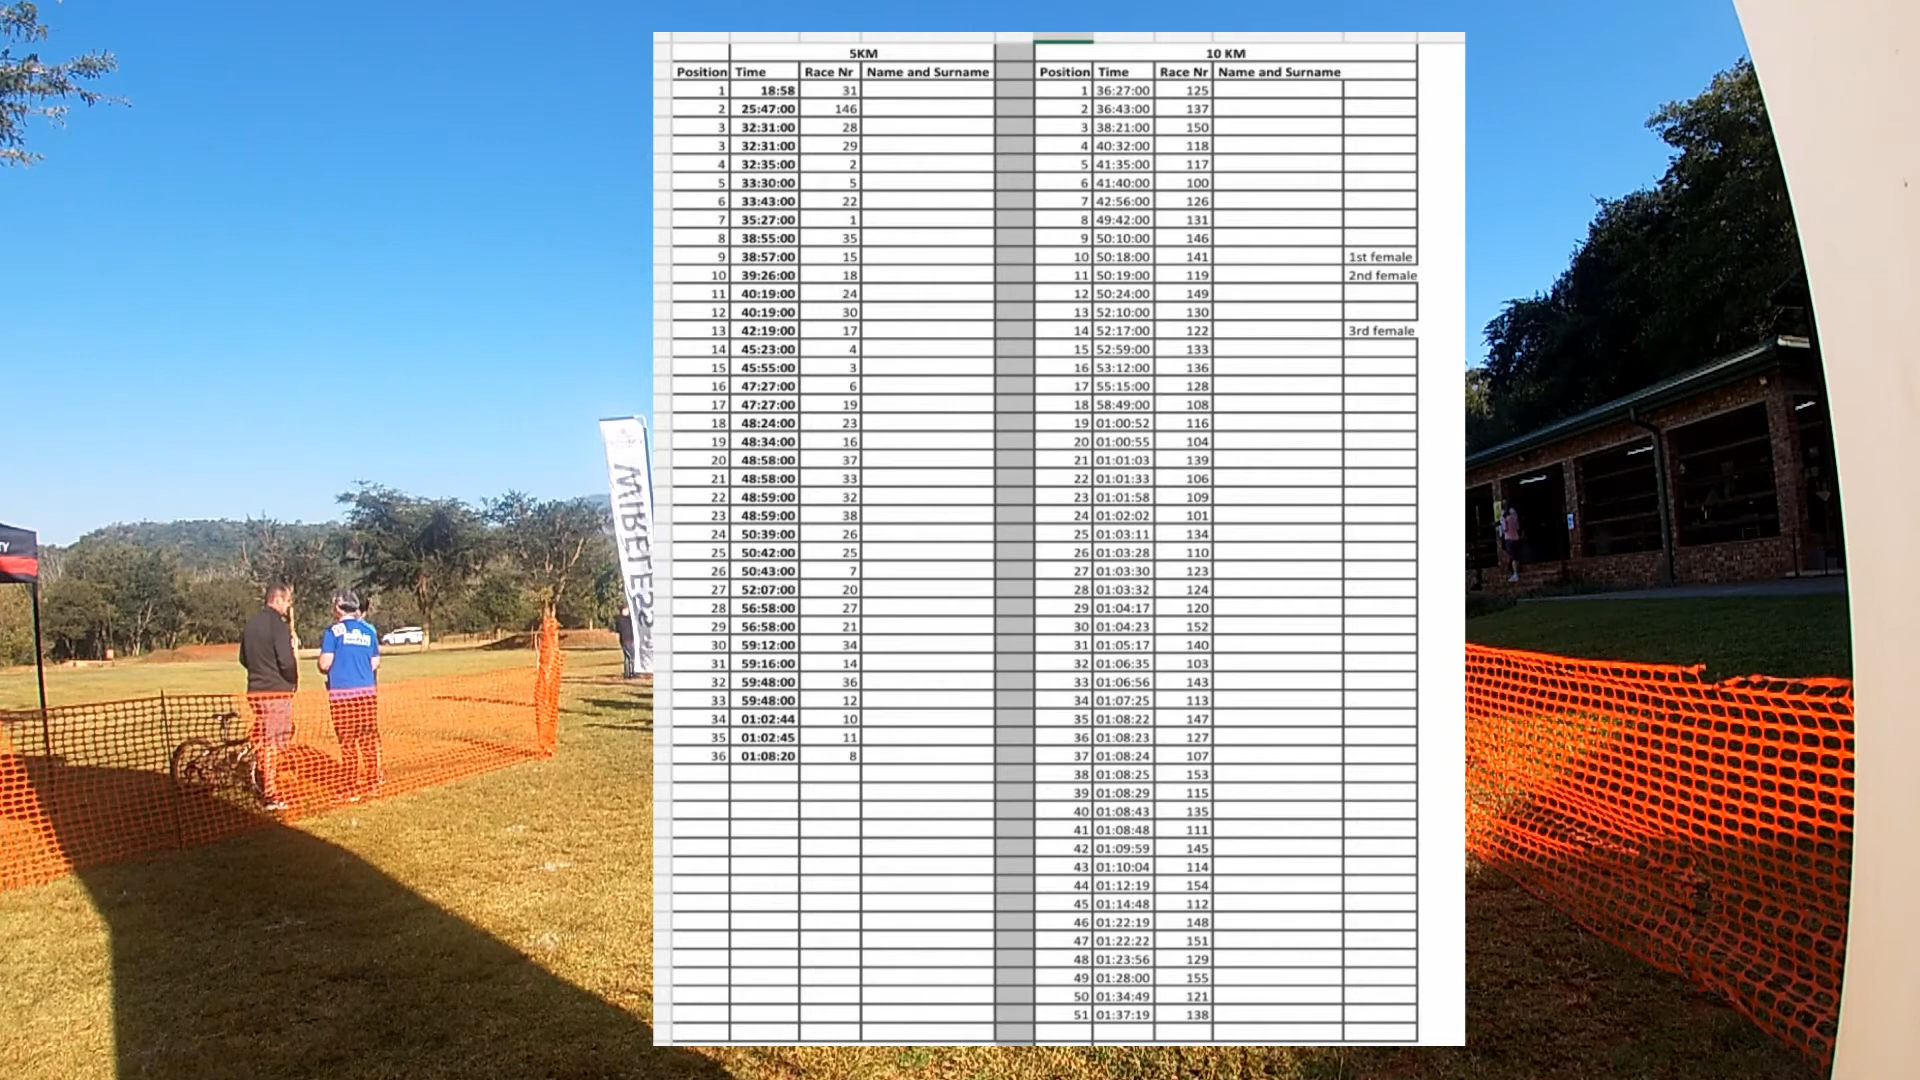 5KM 10 KM
Position Time Race Nr Name and Surname Position Time Race Nr Name and Surname
1 18:58 31 1 36:27:00 125
2 25:47:00 146 2 36:43:00 137
3 32:31:00 28 3 38:21:00 150
3 32:31:00 29 4 40:32:00 118
4 32:35:00 2 5 41:35:00 117
5 33:30:00 5 6 41:40:00 100
6 33:43:00 22 7 42:56:00 126
7 35:27:00 1 8 49:42:00 131
8 38:55:00 35 9 50:10:00 146
9 38:57:00 15 10 50:18:00 141 1st female
10 39:26:00 18 11 50:19:00 119 2nd female
11 40:19:00 24 12 50:24:00 149
12 40:19:00 30 13 52:10:00 130
13 42:19:00 17 14 52:17:00 122 3rd female
14 45:23:00 4 15 52:59:00 133
15 45:55:00 3 16 53:12:00 136
16 47:27:00 6 17 55:15:00 128
17 47:27:00 19 18 58:49:00 108
18 48:24:00 23 19 01:00:52 116
19 48:34:00 16 20 01:00:55 104
20 48:58:00 37 21 01:01:03 139
21 48:58:00 33 22 01:01:33 106
22 48:59:00 32 23 01:01:58 109
23 48:59:00 38 24 01:02:02 101
24 50:39:00 26 25 01:03:11 134
25 50:42:00 25 26 01:03:28 110
26 50:43:00 7 27 01:03:30 123
27 52:07:00 20 28 01:03:32 124
28 56:58:00 27 29 01:04:17 120
29 56:58:00 21 30 01:04:23 152
30 59:12:00 34 31 01:05:17 140
31 59:16:00 14 32 01:06:35 103
32 59:48:00 36 33 01:06:56 143
33 59:48:00 12 34 01:07:25 113
34 01:02:44 10 35 01:08:22 147
35 01:02:45 11 36 01:08:23 127
36 01:08:20 8 37 01:08:24 107
38 01:08:25 153
39 01:08:29 115
40 01:08:43 135
41 01:08:48 111
42 01:09:59 145
43 01:10:04 114
44 01:12:19 154
45 01:14:48 112
46 01:22:19 148
47 01:22:22 151
48 01:23:56 129
49 01:28:00 155
50 01:34:49 121
51 01:37:19 138
WIRELESS